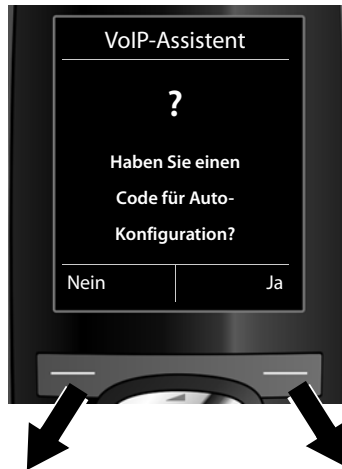 VoIP-Assistent
?
Haben Sie einen
Code für Auto-
Konfiguration?
Nein Ja